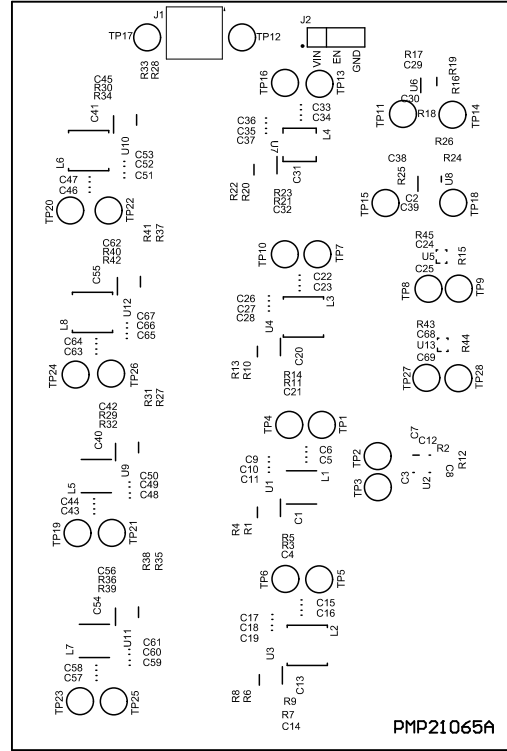 J1
TP17
TP12
R33
R28
J2
VIN
EN
GND
R17
C29
U6
R19
R16
C30
TP11
R18
TP14
R26
C45
R30
R34
C41
U10
C53
C52
C51
L6
C47
C46
TP20
TP22
R41
R37
TP16
TP13
C33
C34
C36
C35
C37
L4
U7
C31
R22
R20
R23
R21
C32
C38
R24
R25
U8
TP15
C2
C39
TP18
C62
R40
R42
C55
U12
C67
C66
C65
L8
C64
C63
TP24
TP26
R31
R27
TP10
TP7
C22
C23
C26
C27
C28
L3
U4
C20
R13
R10
R14
R11
C21
R45
C24
U5
R15
C25
TP8
TP9
R43
C68
U13
R44
C69
TP27
TP28
C42
R29
R32
C40
U9
C50
C49
C48
L5
C44
C43
TP19
TP21
R38
R35
TP4
TP1
C6
C5
C9
C10
C11
U1
L1
C1
R4
R1
R5
R3
C4
TP2
TP3
C7
C12
R2
R12
C3
U2
C8
C56
R36
R39
C54
U11
C61
C60
C59
L7
C58
C57
TP23
TP25
TP6
TP5
C15
C16
C17
C18
C19
L2
U3
C13
R8
R6
R9
R7
C14
PMP21065A